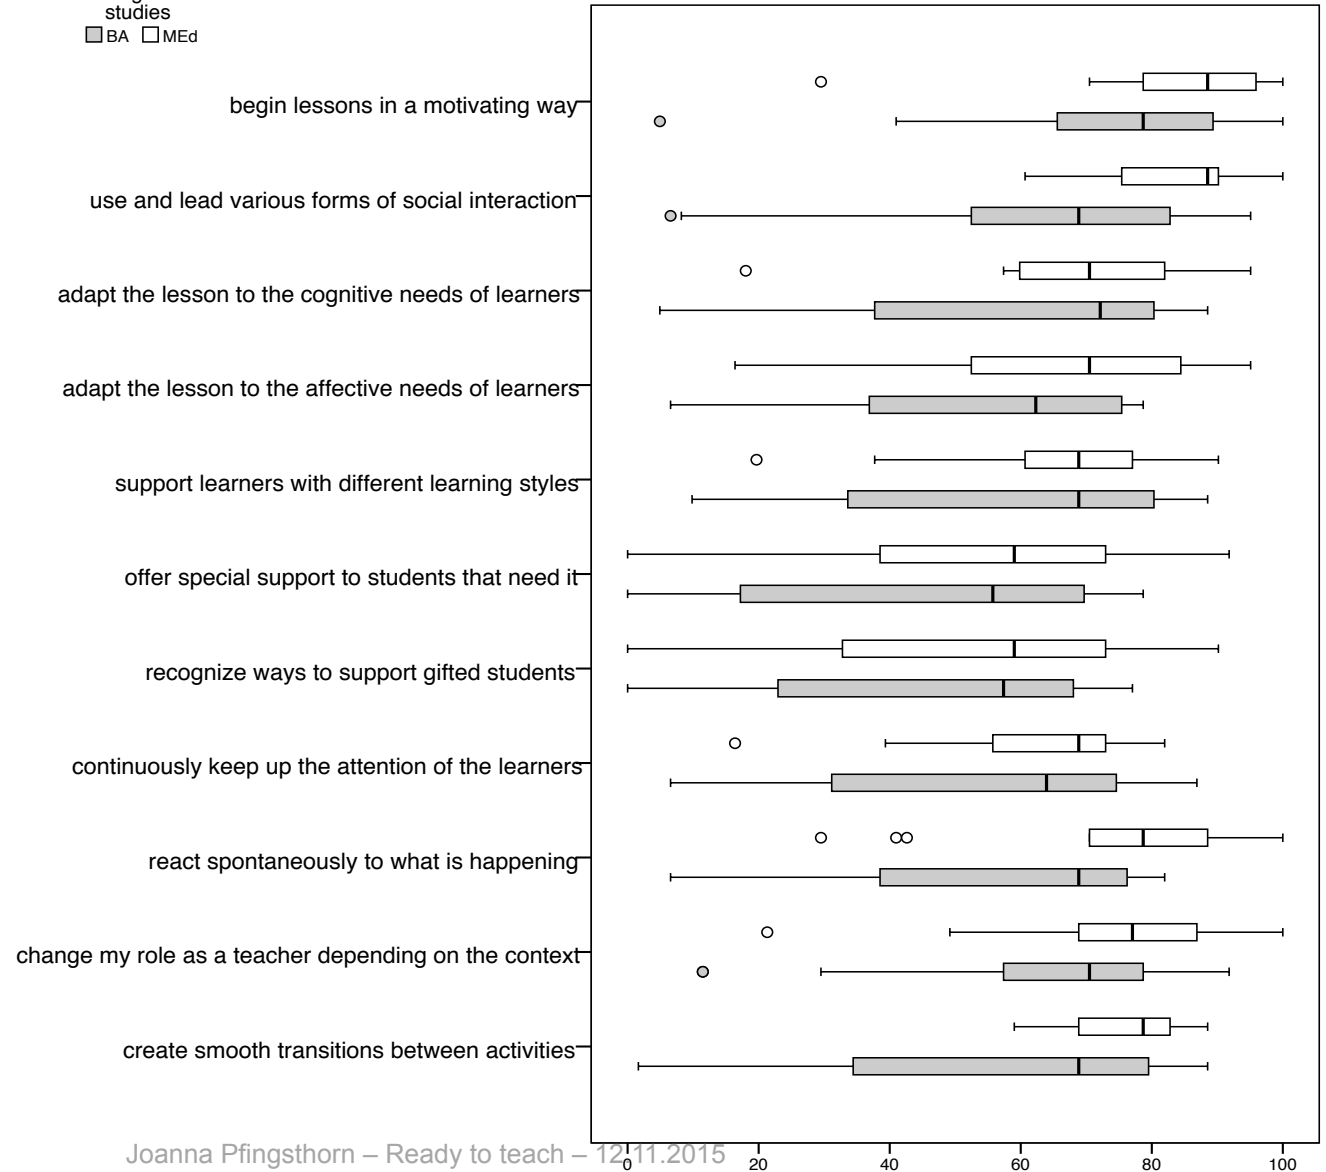 studies
BA MEd
begin lessons in a motivating way
use and lead various forms of social interaction
adapt the lesson to the cognitive needs of learners
adapt the lesson to the affective needs of learners
support learners with different learning styles
offer special support to students that need it
recognize ways to support gifted students
continuously keep up the attention of the learners
react spontaneously to what is happening
change my role as a teacher depending on the context
create smooth transitions between activities
Joanna Pfingsthorn – Ready to teach – 12.11.2015
0 20 40 60 80 100